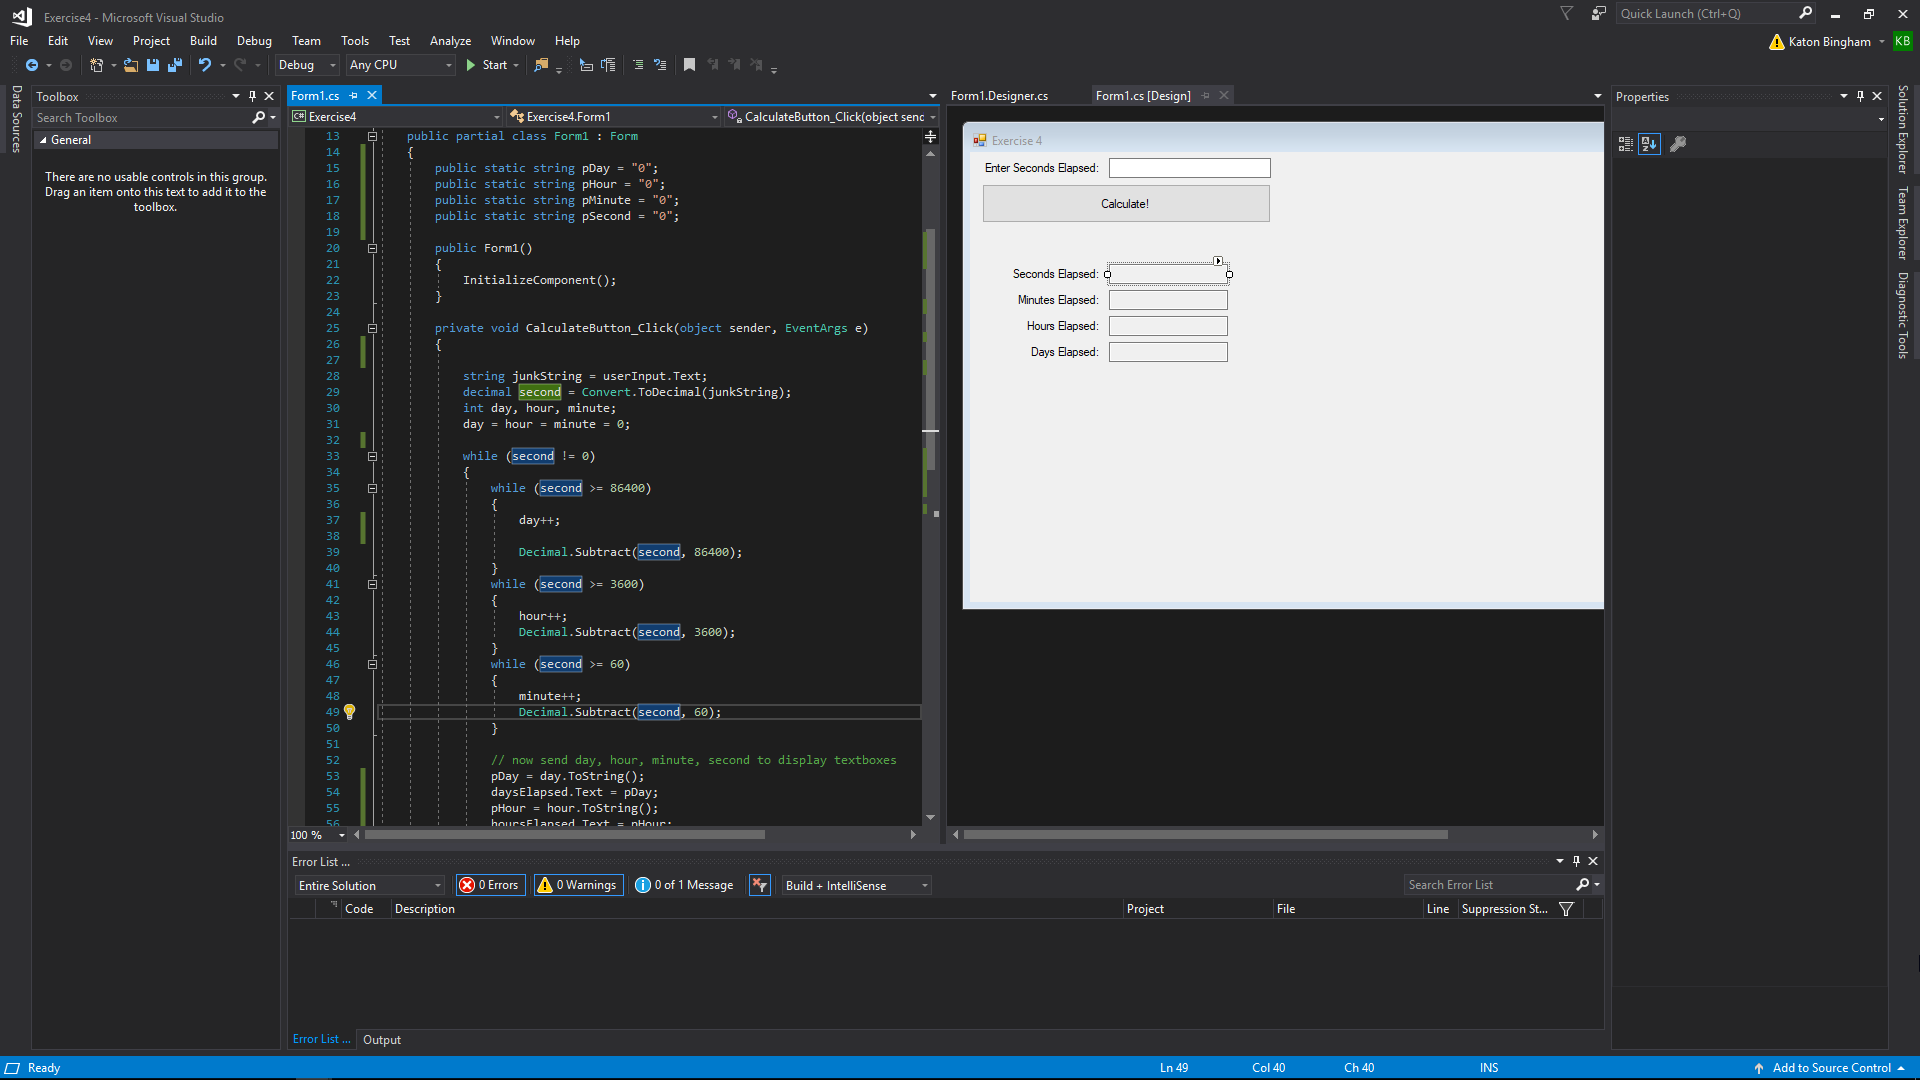 Exercise4 - Microsoft Visual Studio
Quick Launch (Ctrl+Q)
File Edit View Project Build Debug Team Tools Test Analyze Window Help
Katon Bingham KB
Debug Any CPU Start
Data Sources
Toolbox
Search Toolbox
General
There are no usable controls in this group.
Drag an item onto this text to add it to the
toolbox.
Form1.cs
Exercise4 Exercise4.Form1 CalculateButton_Click(object senc
13 public partial class Form1 : Form
14 {
15 public static string pDay = "0";
16 public static string pHour = "0";
17 public static string pMinute = "0";
18 public static string pSecond = "0";
19
20 public Form1()
21 {
22 InitializeComponent();
23 }
24
25 private void CalculateButton_Click(object sender, EventArgs e)
26 {
27
28 string junkString = userInput.Text;
29 decimal second = Convert.ToDecimal(junkString);
30 int day, hour, minute;
31 day = hour = minute = 0;
32
33 while (second != 0)
34 {
35 while (second >= 86400)
36 {
37 day++;
38
39 Decimal.Subtract(second, 86400);
40 }
41 while (second >= 3600)
42 {
43 hour++;
44 Decimal.Subtract(second, 3600);
45 }
46 while (second >= 60)
47 {
48 minute++;
49 Decimal.Subtract(second, 60);
50 }
51
52 // now send day, hour, minute, second to display textboxes
53 pDay = day.ToString();
54 daysElapsed.Text = pDay;
55 pHour = hour.ToString();
56 hoursElapsed.Text = pHour;
100 %
Form1.Designer.cs Form1.cs [Design]
Exercise 4
Enter Seconds Elapsed:
Calculate!
Seconds Elapsed:
Minutes Elapsed:
Hours Elapsed:
Days Elapsed:
Properties
Solution Explorer
Team Explorer
Diagnostic Tools
Error List ...
Entire Solution 0 Errors 0 Warnings 0 of 1 Message Build + IntelliSense Search Error List
Code Description Project File Line Suppression St...
Error List ... Output
Ready Ln 49 Col 40 Ch 40 INS Add to Source Control